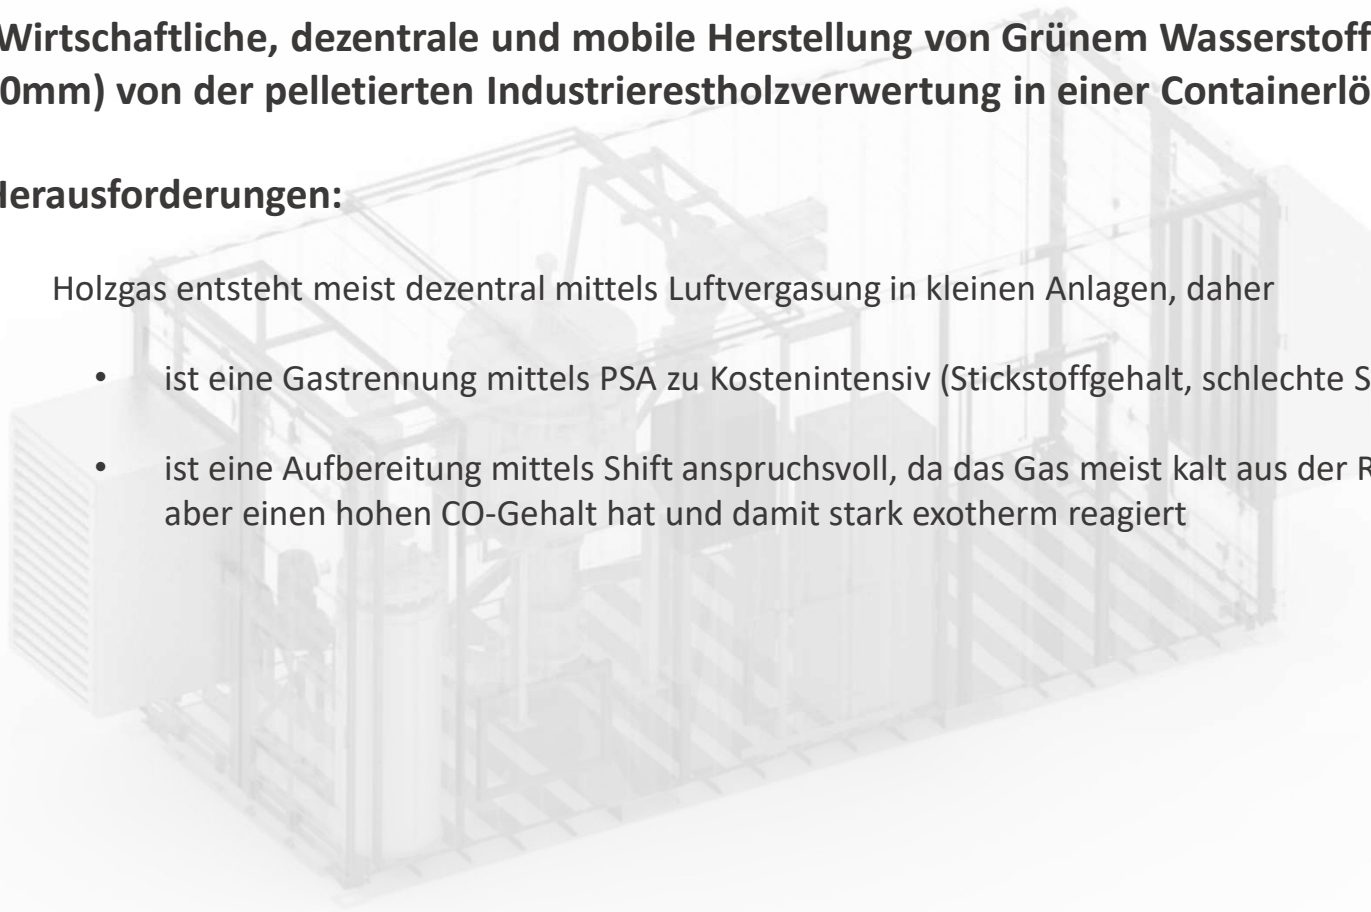 Wirtschaftliche, dezentrale und mobile Herstellung von Grünem Wasserstoff
0mm) von der pelletierten Industrierestholzverwertung in einer Containerlö
Herausforderungen:
Holzgas entsteht meist dezentral mittels Luftvergasung in kleinen Anlagen, daher
• ist eine Gastrennung mittels PSA zu Kostenintensiv (Stickstoffgehalt, schlechte S
• ist eine Aufbereitung mittels Shift anspruchsvoll, da das Gas meist kalt aus der R
aber einen hohen CO-Gehalt hat und damit stark exotherm reagiert